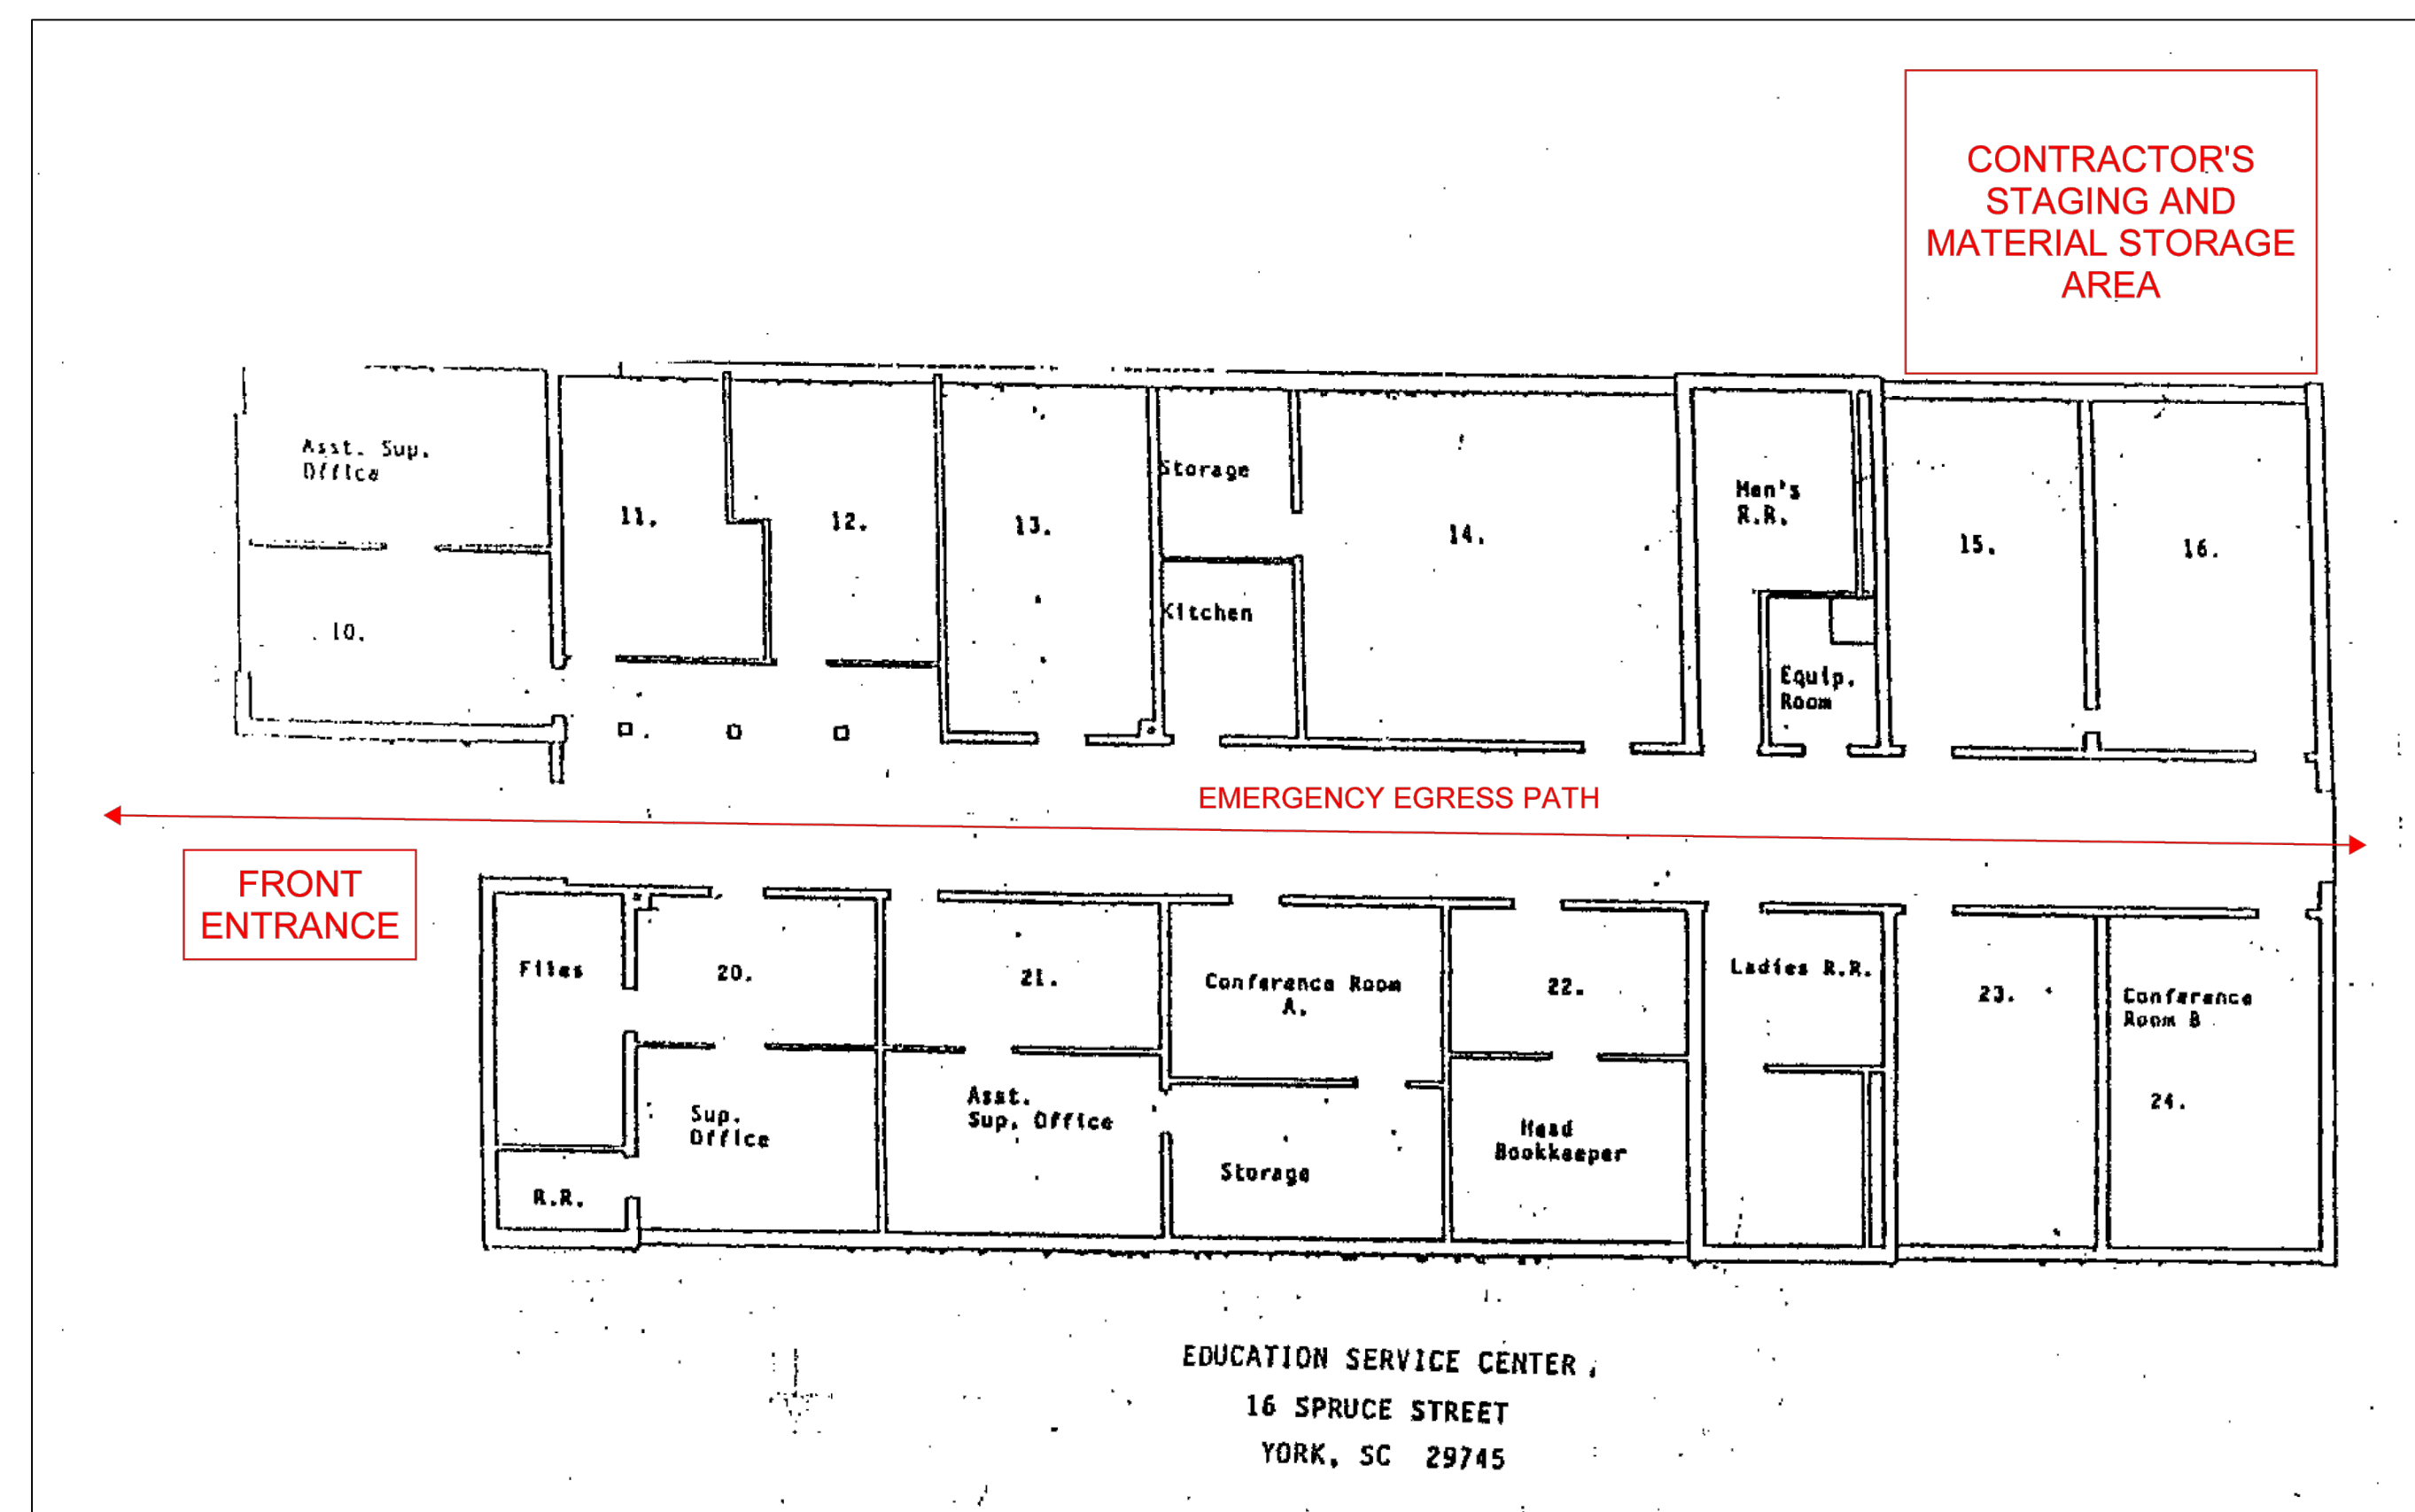 CONTRACTOR'S
STAGING AND
MATERIAL STORAGE
AREA
Asst. Sup.
Office
10.
11.
12.
13.
Storage
Kitchen
14.
Men's
R.R.
Equip.
Room
15.
16.
EMERGENCY EGRESS PATH
FRONT
ENTRANCE
Files
R.R.
20.
Sup.
Office
21.
Asst.
Sup. Office
Conference Room
A.
Storage
22.
Head
Bookkeeper
Ladies R.R.
23.
Conference
Room B
24.
EDUCATION SERVICE CENTER
16 SPRUCE STREET
YORK, SC 29745